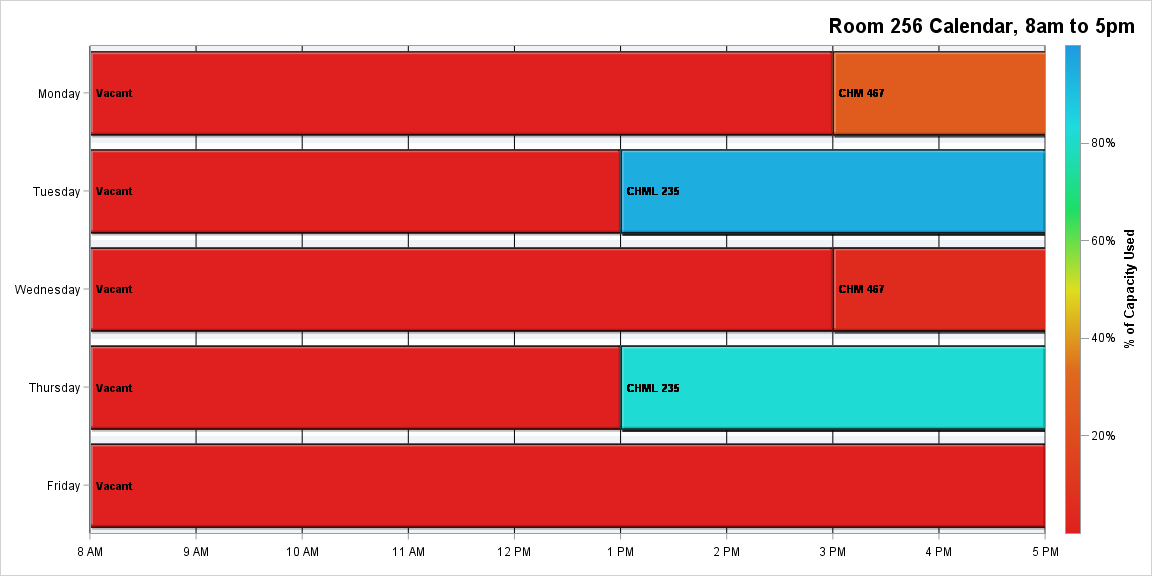 Room 256 Calendar, 8am to 5pm
Monday
Vacant
CHM 467
Tuesday
Vacant
CHML 235
Wednesday
Vacant
CHM 467
Thursday
Vacant
CHML 235
Friday
Vacant
8 AM 9 AM 10 AM 11 AM 12 PM 1 PM 2 PM 3 PM 4 PM 5 PM
80%
60%
40%
20%
% of Capacity Used